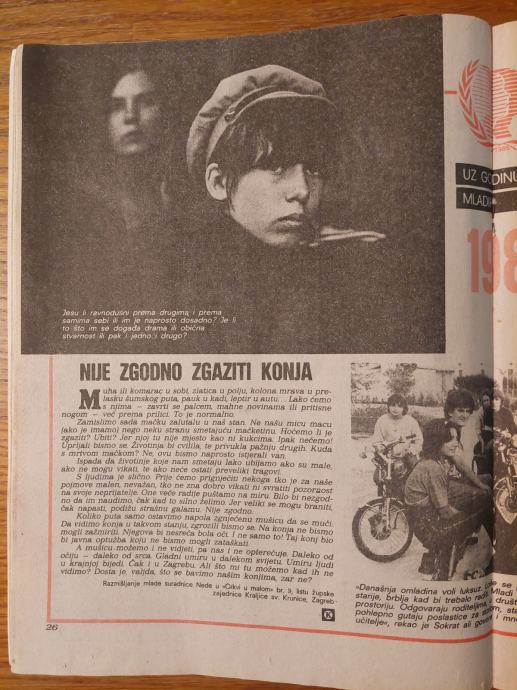 Jesu li ravnodušni prema drugima i prema
samima sebi ili im je naprosto dosadno? Je li
to što im se događa drama ili obična
stvarnost ili pak i jedno i drugo?
NIJE ZGODNO ZGAZITI KONJA
Muha ili komarac u sobi, zlatica u polju, kolona mrava u pre-
lasku šumskog puta, pauk u kadi, leptir u autu... Lako ćemo
s njima — zavrti se palcem, mahne novinama ili pritisne
nogom — već prema prilici. To je normalno.
Zamislimo sada mačku zalutalu u naš stan. Ne našu micu macu
(ako je imamo) nego neku stranu smetajuću mačketinu. Hoćemo li je
zgaziti? Ubiti? Jer njoj tu nije mjesto kao ni kukcima. Ipak nećemo!
Uprljali bismo se. Životinja bi cvilila, te privukla pažnju drugih. Kuda
s mrtvom mačkom? Ne, ovu bismo naprosto istjerali van.
Ispada da životinje koje nam smetaju lako ubijamo ako su male,
ako ne mogu vikati, te ako neće ostati preveliki tragovi.
S ljudima je slično. Prije ćemo prignječiti nekoga tko je za naše
pojmove malen, nevažan, tko ne zna dobro vikati ni svratiti pozornost
na svoje neprijatelje. One veće radije puštamo na miru. Bilo bi nezgod-
no da im naudimo, čak kad to silno želimo. Jer veliki se mogu braniti,
čak napasti, podižu strašnu galamu. Nije zgodno.
Koliko puta samo ostavimo napola zgnječenu mušicu da se muči.
Da vidimo konja u takvom stanju, zgrozili bismo se. Na konja ne bismo
mogli zažmiriti. Njegova bi nesreća bola oči. I ne samo to! Taj konj bio
bi javna optužba koju ne bismo mogli zataškati.
A mušicu možemo i ne vidjeti, pa nas i ne opterećuje. Daleko od
očiju — daleko od srca. Gladni umiru u dalekom svijetu. Umiru ljudi
u krajnjoj bijedi. Čak i u Zagrebu. Ali što mi tu možemo kad ih ne
vidimo? Dosta je, valjda, što se bavimo našim konjima, zar ne?
Razmišljanje mlade suradnice Nede u »Crkvi u malom« br. 3, listu župske
zajednice Kraljice sv. Krunice, Zagreb
K
26
UZ GODINU
MLADI
198
»Današnja omladina voli luksuz.
starije, brblja kad bi trebalo
prostoriju. Odgovaraju roditeljima,
pohlepno gutaju poslastice za
učitelje«, rekao je Sokrat